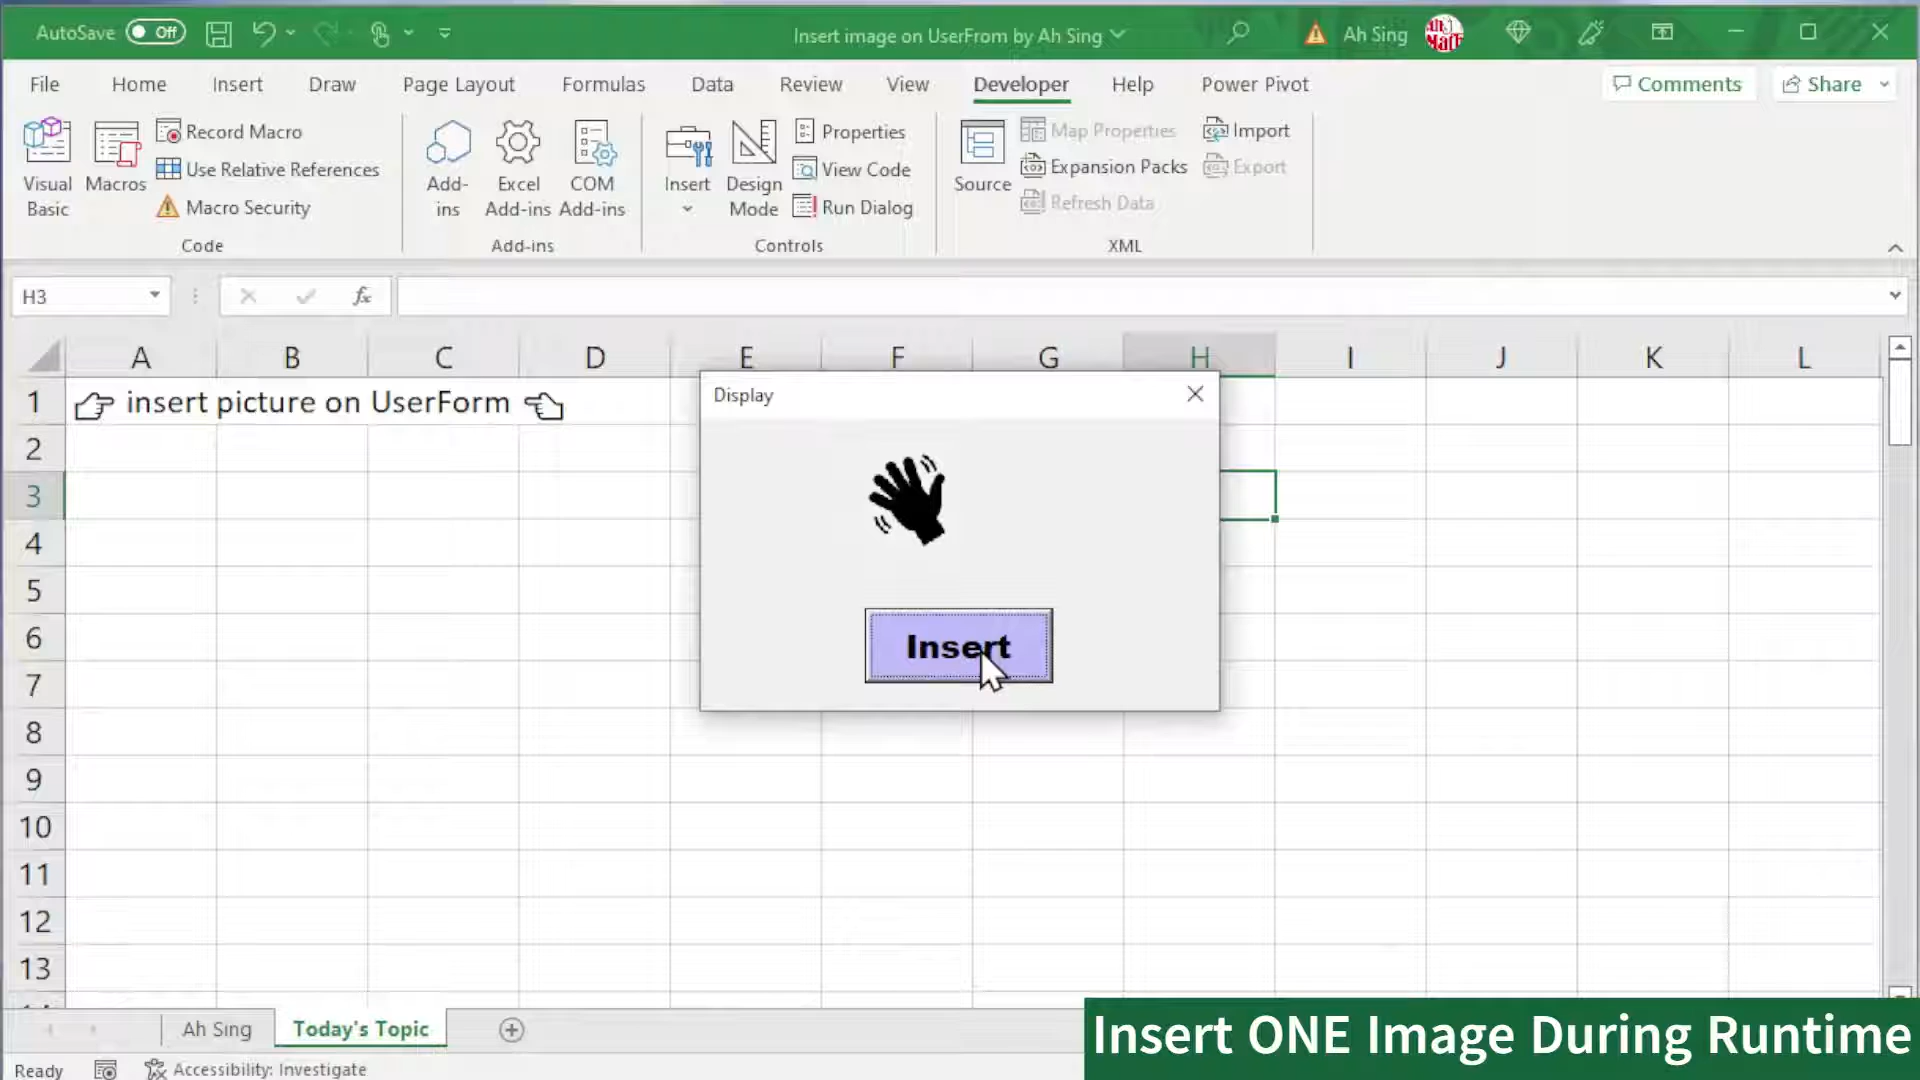 AutoSave Off Insert image on UserFrom by Ah Sing Ah Sing
File Home Insert Draw Page Layout Formulas Data Review View Developer Help Power Pivot Comments Share
Visual Basic
Macros
Record Macro
Use Relative References
Macro Security
Code
Add-ins
Excel Add-ins
COM Add-ins
Add-ins
Insert
Design Mode
Properties
View Code
Run Dialog
Controls
Source
Map Properties
Expansion Packs
Refresh Data
Import
Export
XML
H3 fx
A B C D E F G H I J K L
1 insert picture on UserForm
2
3
4
5
6
7
8
9
10
11
12
13
Display
Insert
Ah Sing Today's Topic
Ready Accessibility: Investigate
Insert ONE Image During Runtime